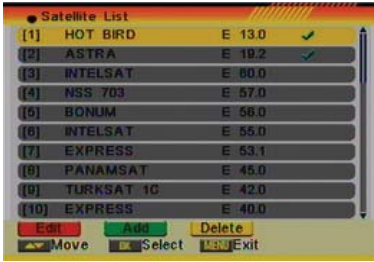 Satellite List
[1] HOT BIRD E 13.0
[2] ASTRA E 19.2
[3] INTELSAT E 60.0
[4] NSS 703 E 57.0
[5] BONUM E 56.0
[6] INTELSAT E 55.0
[7] EXPRESS E 53.1
[8] PANAMSAT E 45.0
[9] TURKSAT 1C E 42.0
[10] EXPRESS E 40.0
Edit Add Delete
Move OK Select MENU Exit